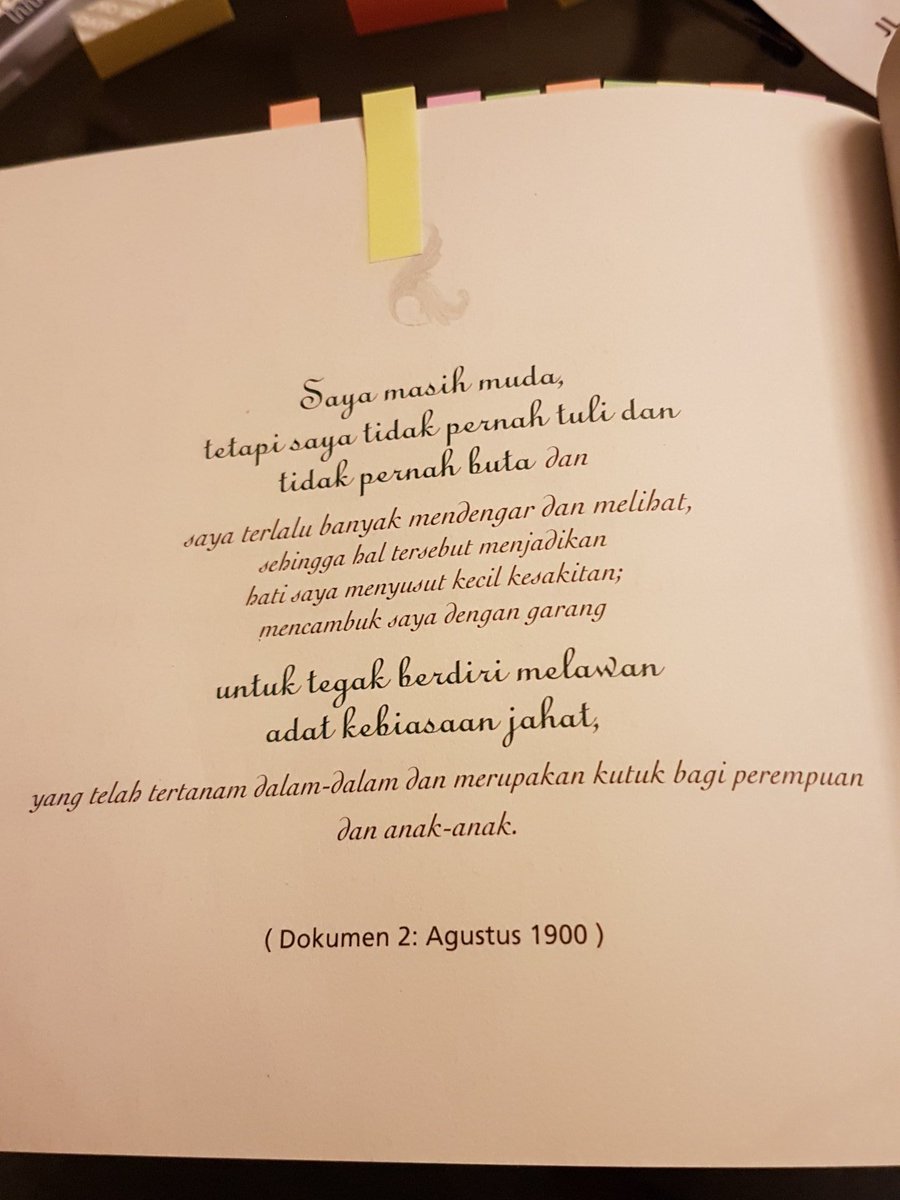 Saya masih muda,
tetapi saya tidak pernah tuli dan
tidak pernah buta dan
saya terlalu banyak mendengar dan melihat,
sehingga hal tersebut menjadikan
hati saya menyusut kecil kesakitan;
mencambuk saya dengan garang
untuk tegak berdiri melawan
adat kebiasaan jahat,
yang telah tertanam dalam-dalam dan merupakan kutuk bagi perempuan
dan anak-anak.
( Dokumen 2: Agustus 1900 )